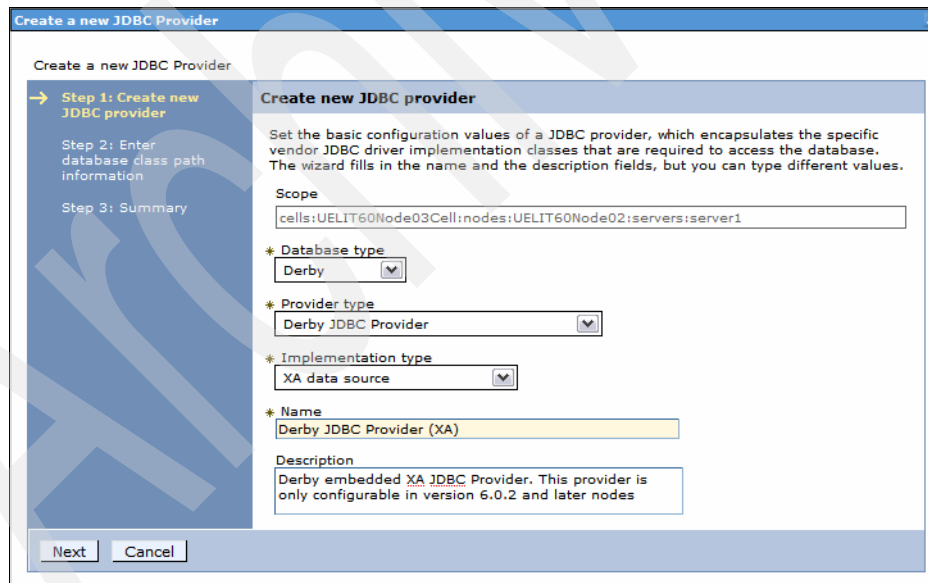 Create a new JDBC Provider
Create a new JDBC Provider
Step 1: Create new
JDBC provider
Step 2: Enter
database class path
information
Step 3: Summary
Create new JDBC provider
Set the basic configuration values of a JDBC provider, which encapsulates the specific
vendor JDBC driver implementation classes that are required to access the database.
The wizard fills in the name and the description fields, but you can type different values.
Scope
cells:UELIT60Node03Cell:nodes:UELIT60Node02:servers:server1
* Database type
Derby
* Provider type
Derby JDBC Provider
* Implementation type
XA data source
* Name
Derby JDBC Provider (XA)
Description
Derby embedded XA JDBC Provider. This provider is
only configurable in version 6.0.2 and later nodes
Next Cancel